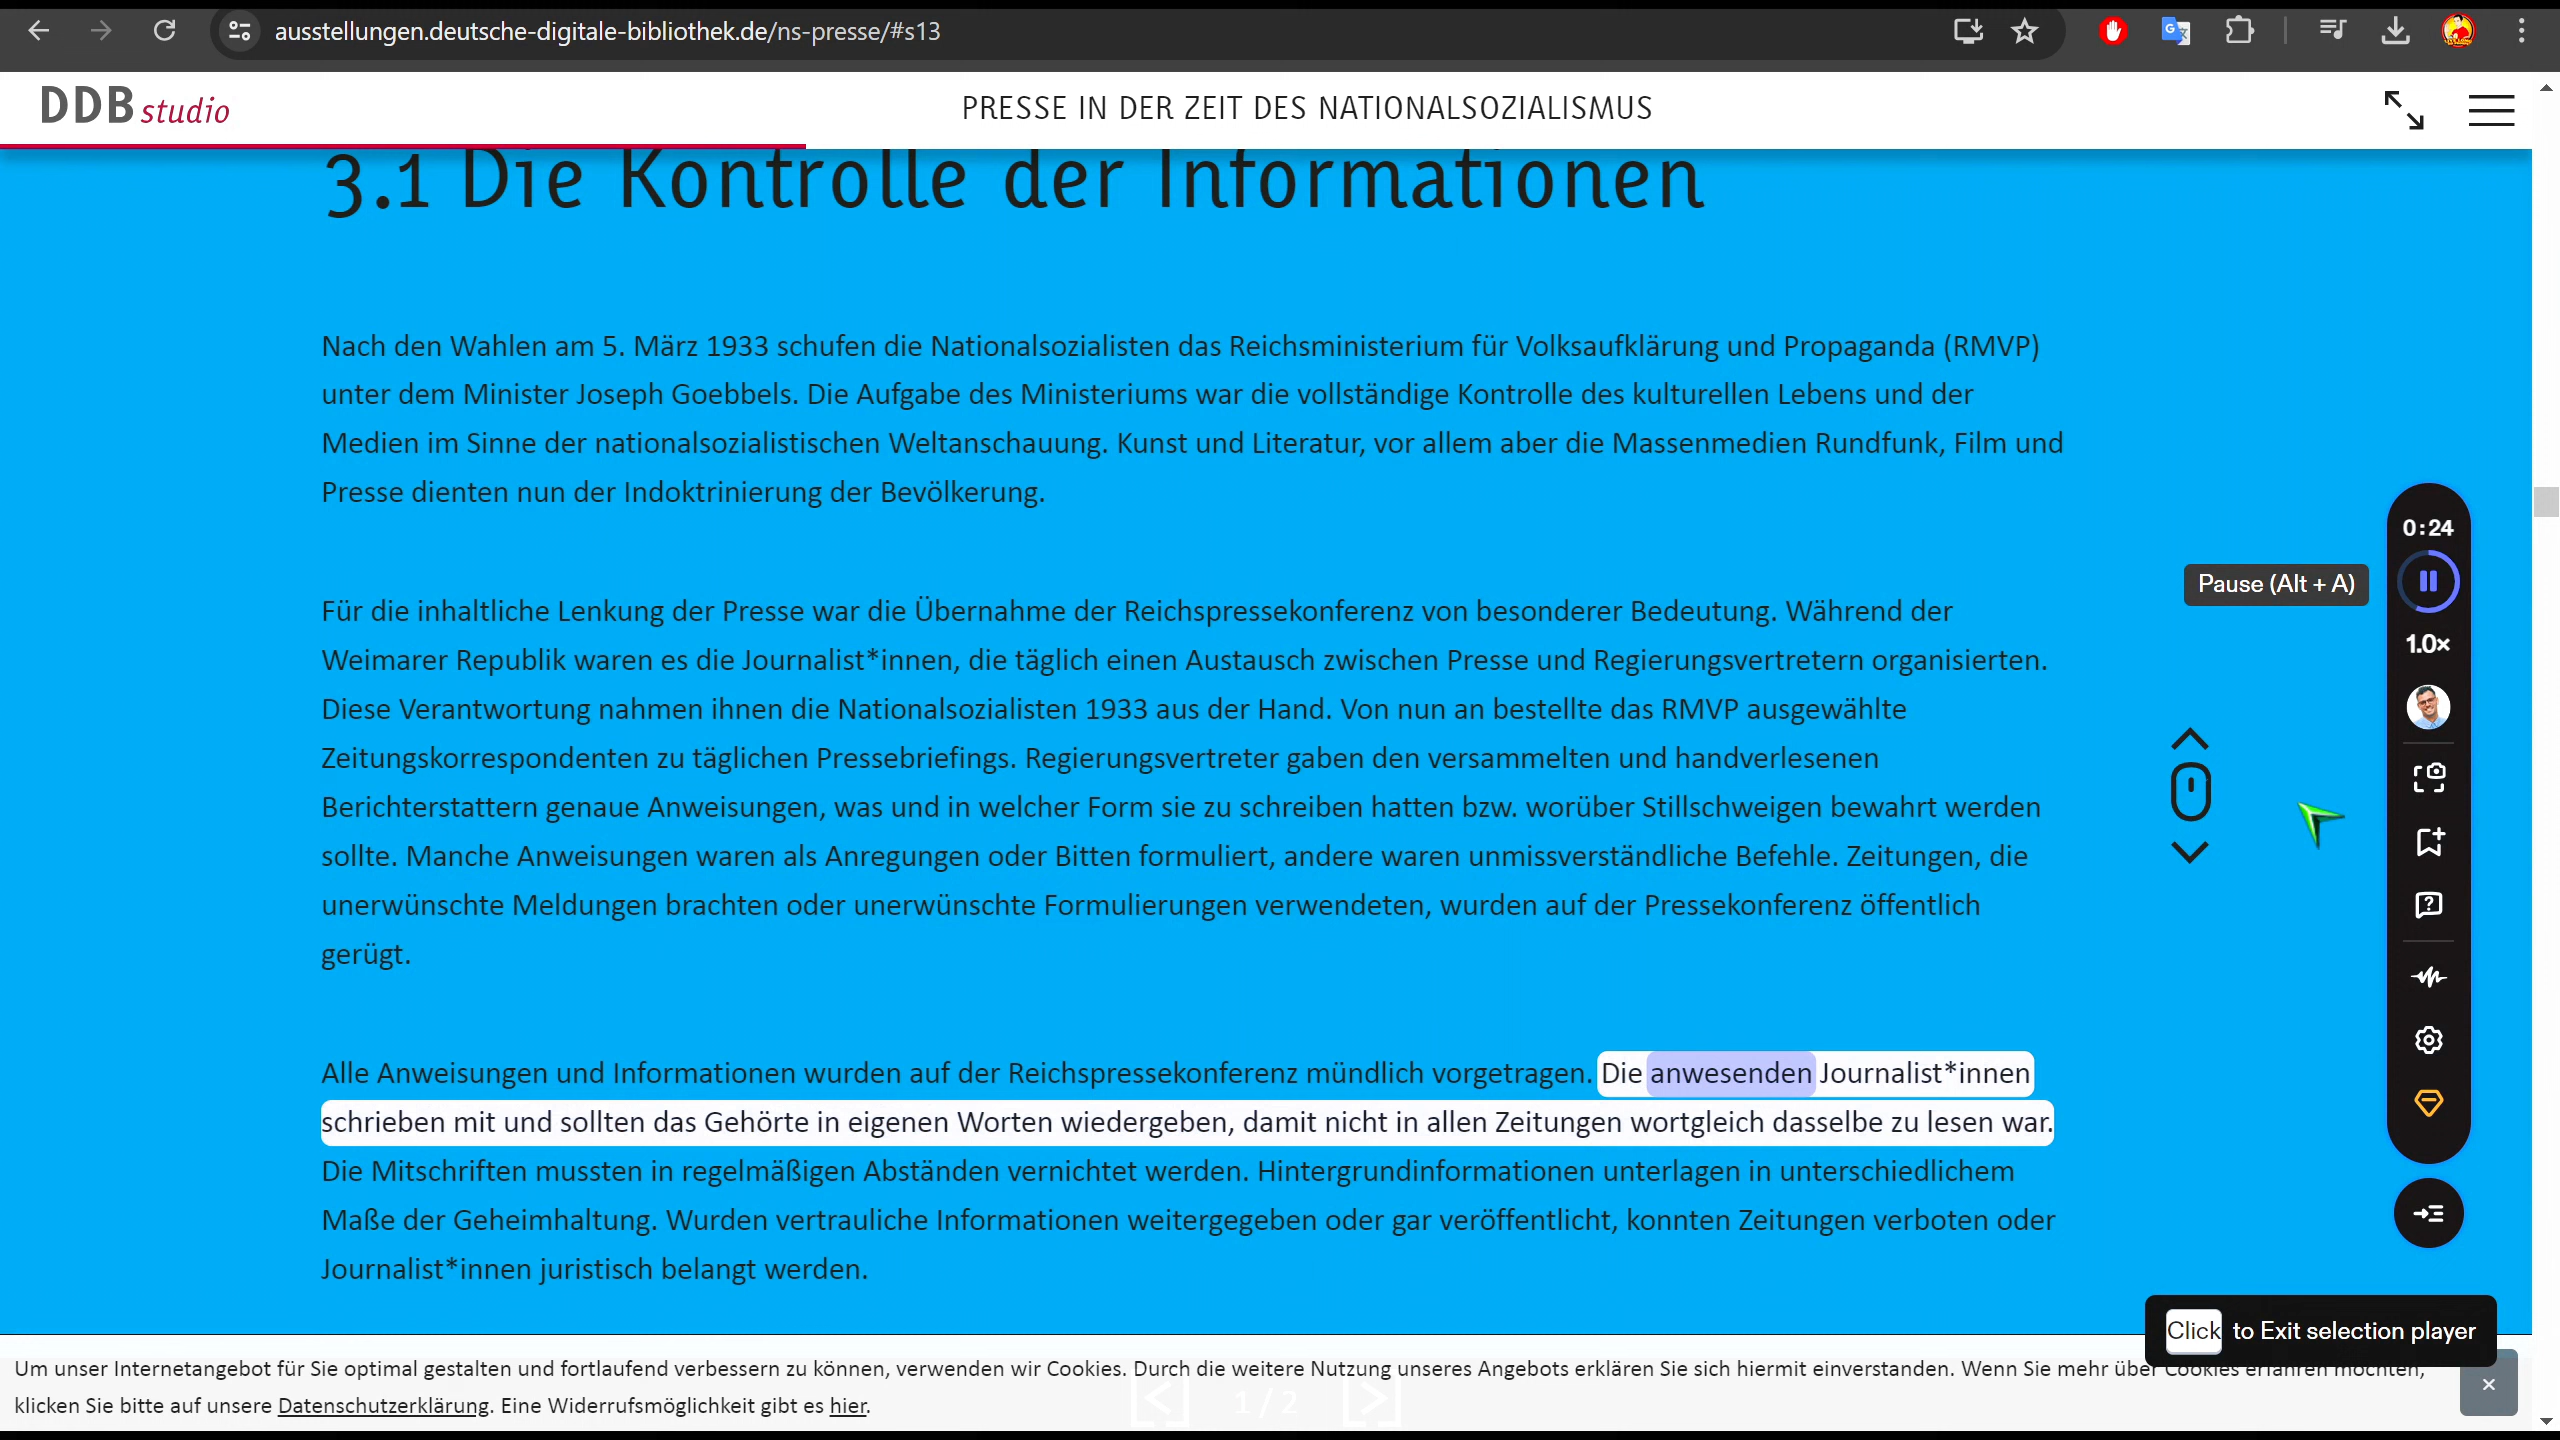 ausstellungen.deutsche-digitale-bibliothek.de/ns-presse/#s13
DDB studio
PRESSE IN DER ZEIT DES NATIONALSOZIALISMUS
3.1 Die Kontrolle der Informationen
Nach den Wahlen am 5. März 1933 schufen die Nationalsozialisten das Reichsministerium für Volksaufklärung und Propaganda (RMVP)
unter dem Minister Joseph Goebbels. Die Aufgabe des Ministeriums war die vollständige Kontrolle des kulturellen Lebens und der
Medien im Sinne der nationalsozialistischen Weltanschauung. Kunst und Literatur, vor allem aber die Massenmedien Rundfunk, Film und
Presse dienten nun der Indoktrinierung der Bevölkerung.
Für die inhaltliche Lenkung der Presse war die Übernahme der Reichspressekonferenz von besonderer Bedeutung. Während der
Weimarer Republik waren es die Journalist*innen, die täglich einen Austausch zwischen Presse und Regierungsvertretern organisierten.
Diese Verantwortung nahmen ihnen die Nationalsozialisten 1933 aus der Hand. Von nun an bestellte das RMVP ausgewählte
Zeitungskorrespondenten zu täglichen Pressebriefings. Regierungsvertreter gaben den versammelten und handverlesenen
Berichterstattern genaue Anweisungen, was und in welcher Form sie zu schreiben hatten bzw. worüber Stillschweigen bewahrt werden
sollte. Manche Anweisungen waren als Anregungen oder Bitten formuliert, andere waren unmissverständliche Befehle. Zeitungen, die
unerwünschte Meldungen brachten oder unerwünschte Formulierungen verwendeten, wurden auf der Pressekonferenz öffentlich
gerügt.
Alle Anweisungen und Informationen wurden auf der Reichspressekonferenz mündlich vorgetragen. Die anwesenden Journalist*innen
schrieben mit und sollten das Gehörte in eigenen Worten wiedergeben, damit nicht in allen Zeitungen wortgleich dasselbe zu lesen war.
Die Mitschriften mussten in regelmäßigen Abständen vernichtet werden. Hintergrundinformationen unterlagen in unterschiedlichem
Maße der Geheimhaltung. Wurden vertrauliche Informationen weitergegeben oder gar veröffentlicht, konnten Zeitungen verboten oder
Journalist*innen juristisch belangt werden.
0:24
Pause (Alt + A)
1.0×
Click to Exit selection player
Um unser Internetangebot für Sie optimal gestalten und fortlaufend verbessern zu können, verwenden wir Cookies. Durch die weitere Nutzung unseres Angebots erklären Sie sich hiermit einverstanden. Wenn Sie mehr über Cookies erfahren möchten,
klicken Sie bitte auf unsere Datenschutzerklärung. Eine Widerrufsmöglichkeit gibt es hier.
1 / 2